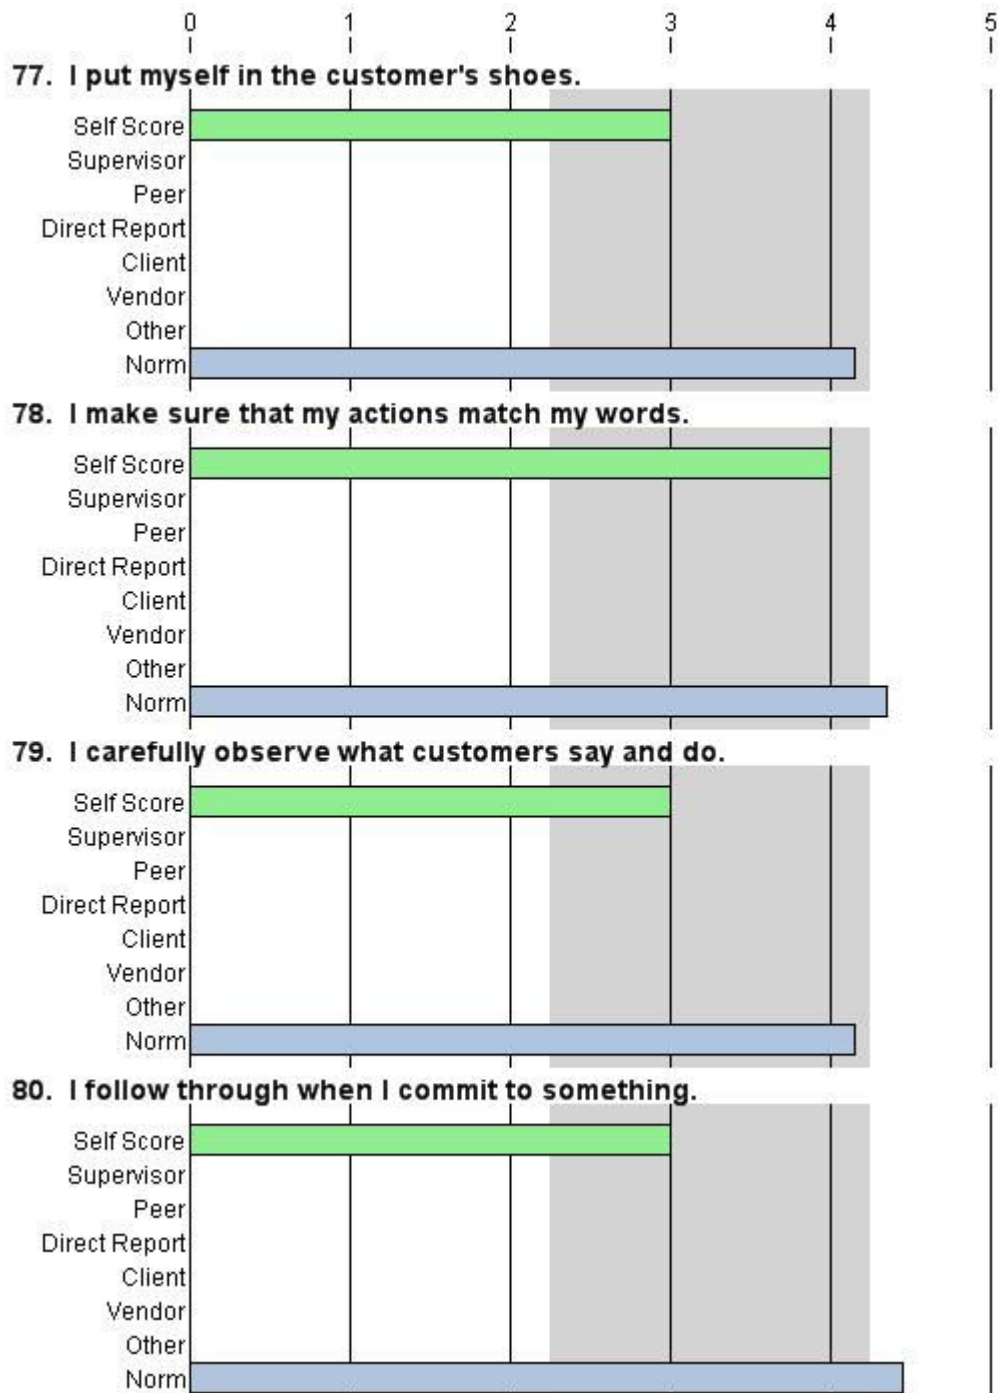 0 1 2 3 4 5
77. I put myself in the customer's shoes.
Self Score
Supervisor
Peer
Direct Report
Client
Vendor
Other
Norm
78. I make sure that my actions match my words.
Self Score
Supervisor
Peer
Direct Report
Client
Vendor
Other
Norm
79. I carefully observe what customers say and do.
Self Score
Supervisor
Peer
Direct Report
Client
Vendor
Other
Norm
80. I follow through when I commit to something.
Self Score
Supervisor
Peer
Direct Report
Client
Vendor
Other
Norm